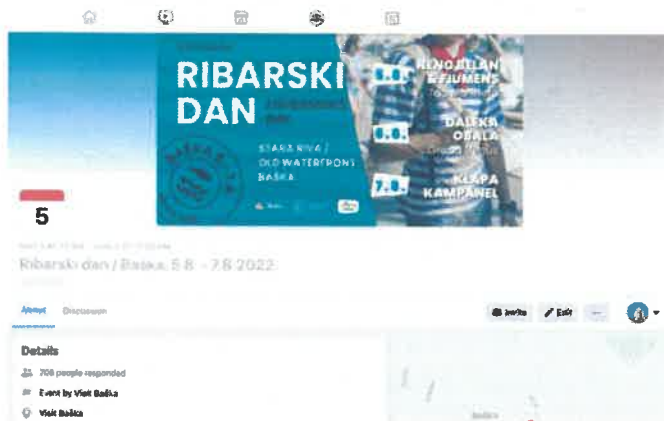 RIBARSKI
DAN
STARA RIVA /
OLD WATERFRONT
BAŠKA
5.8.
& FIUMENS
6.8.
DALEKA
OBALA
7.8.
KLAPA
KAMPANEL
5
Ribarski dan / Baška, 5.8. - 7.8.2022.
About
Discussion
Invite
Edit
Details
708 people responded
Event by Visit Baška
Visit Baška